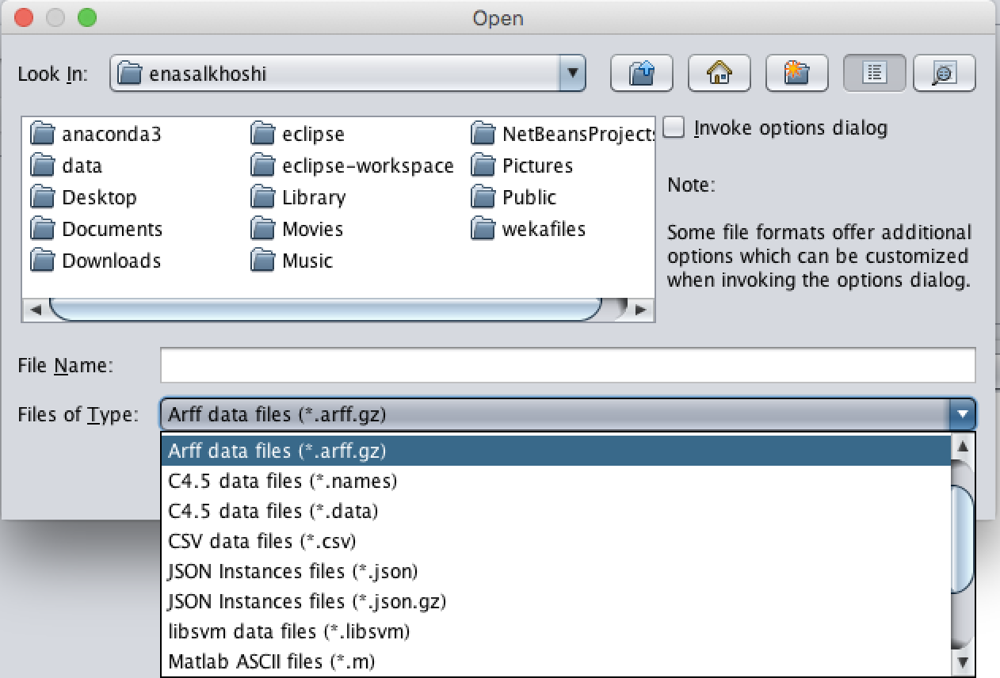 Open
Look In: enasalkhoshi
anaconda3 eclipse NetBeansProjects
data eclipse-workspace Pictures
Desktop Library Public
Documents Movies wekafiles
Downloads Music
Invoke options dialog
Note:
Some file formats offer additional
options which can be customized
when invoking the options dialog.
File Name:
Files of Type: Arff data files (*.arff.gz)
Arff data files (*.arff.gz)
C4.5 data files (*.names)
C4.5 data files (*.data)
CSV data files (*.csv)
JSON Instances files (*.json)
JSON Instances files (*.json.gz)
libsvm data files (*.libsvm)
Matlab ASCII files (*.m)